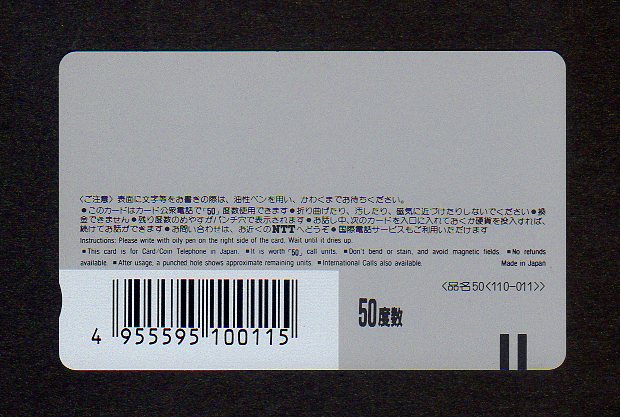 〈ご注意〉表面に文字等をお書きの際は、油性ペンを用い、かわくまでお待ちください。
●このカードはカード公衆電話で「50」度数使用できます●折り曲げたり、汚したり、磁気に近づけたりしないでください●換
金できません●残り度数のめやすがパンチ穴で表示されます●お話し中、次のカードを入口に入れておくか硬貨を投入すれば、
続けてお話ができます●お問い合わせは、お近くのNTTへどうぞ●国際電話サービスもご利用いただけます
Instructions: Please write with oily pen on the right side of the card. Wait until it dries up.
■This card is for Card/Coin Telephone in Japan. ■It is worth「50」call units. ■Don't bend or stain, and avoid magnetic fields. ■No refunds
available. ■After usage, a punched hole shows approximate remaining units. ■International Calls also available. Made in Japan
〈品名50〈110-011〉〉
50度数
4 955595 100115